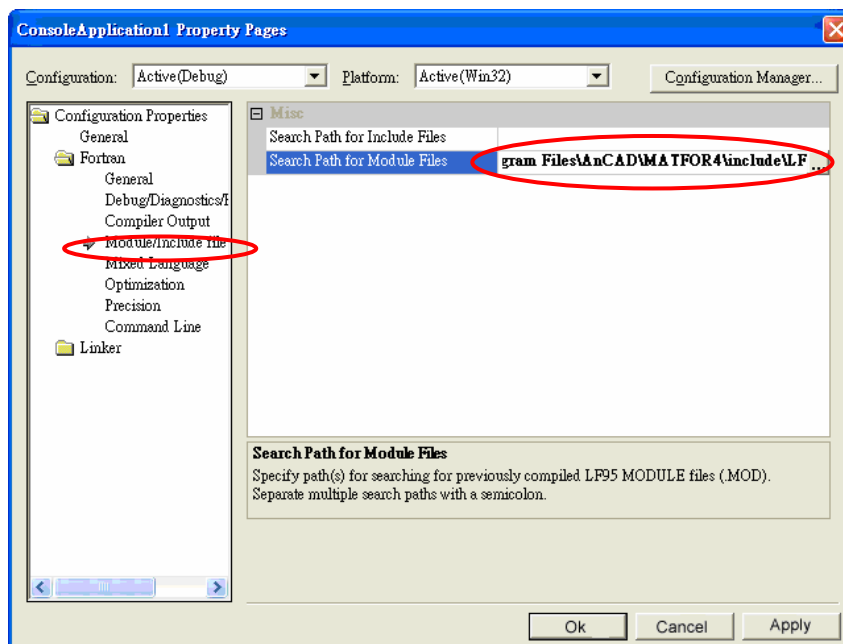 ConsoleApplication1 Property Pages
Configuration: Active(Debug) Platform: Active(Win32) Configuration Manager...
Configuration Properties
General
Fortran
General
Debug/Diagnostics/F
Compiler Output
Module/Include file
Mixed Language
Optimization
Precision
Command Line
Linker
Misc
Search Path for Include Files
Search Path for Module Files gram Files\AnCAD\MATFOR4\include\LF ...
Search Path for Module Files
Specify path(s) for searching for previously compiled LF95 MODULE files (.MOD).
Separate multiple search paths with a semicolon.
Ok Cancel Apply